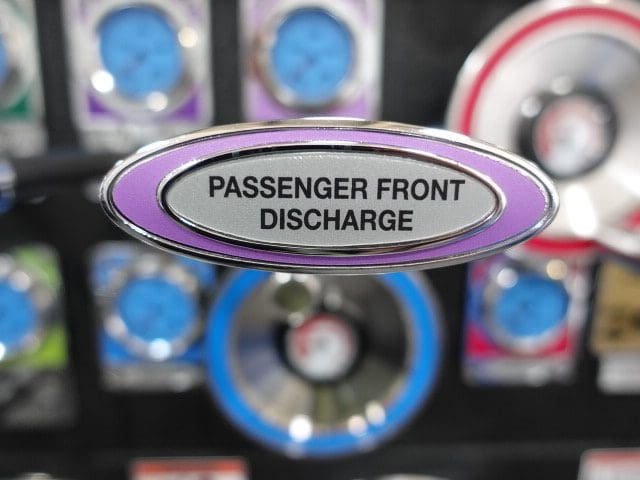 PASSENGER FRONT
DISCHARGE